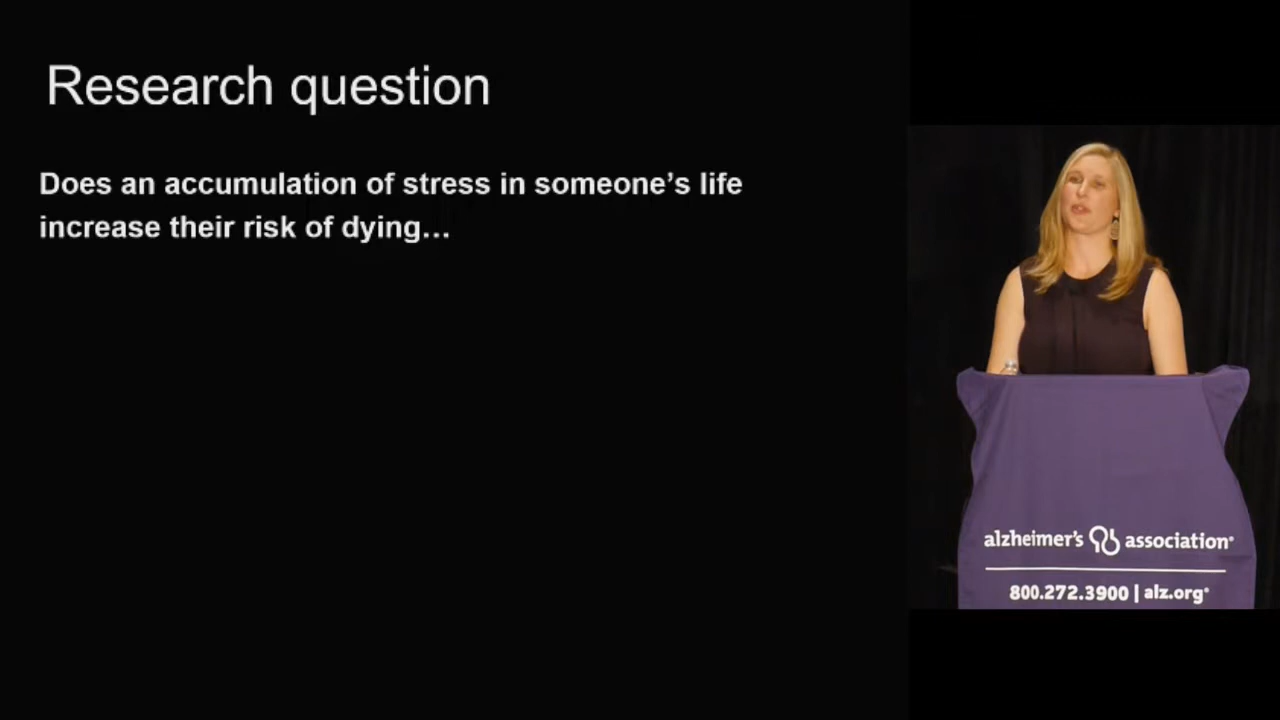 Research question
Does an accumulation of stress in someone’s life
increase their risk of dying…
alzheimer's association®
800.272.3900 | alz.org®